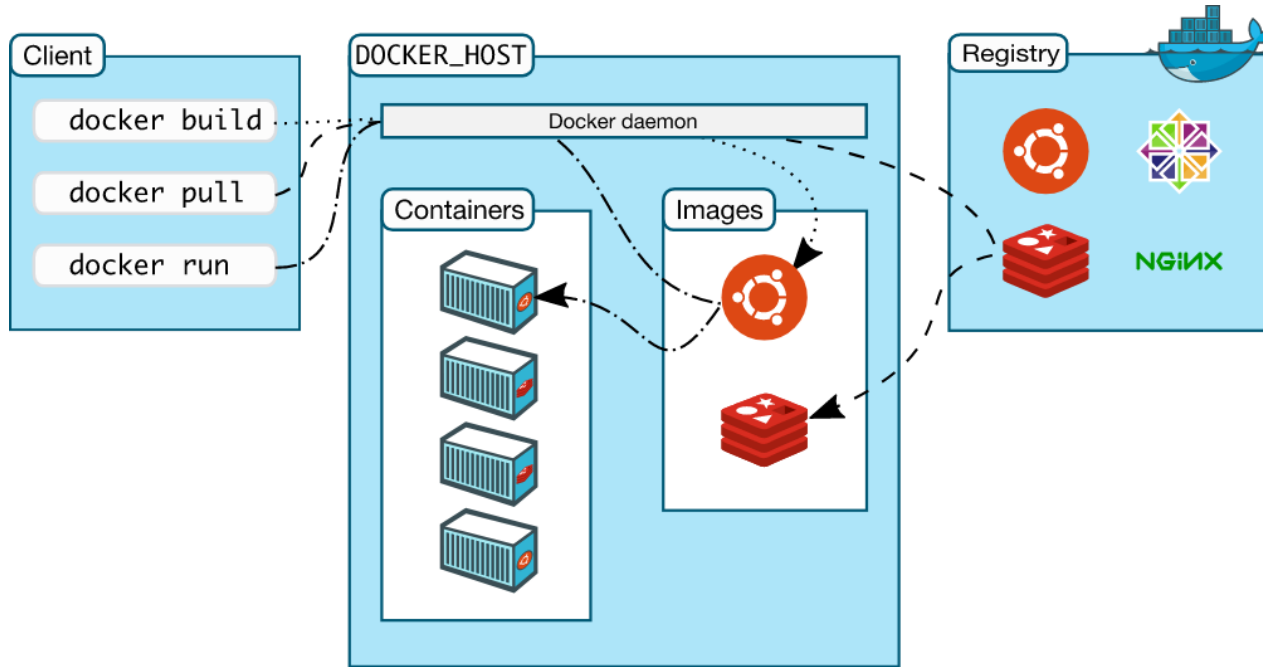 Client
docker build
docker pull
docker run
DOCKER_HOST
Docker daemon
Containers
Images
Registry
NGiNX